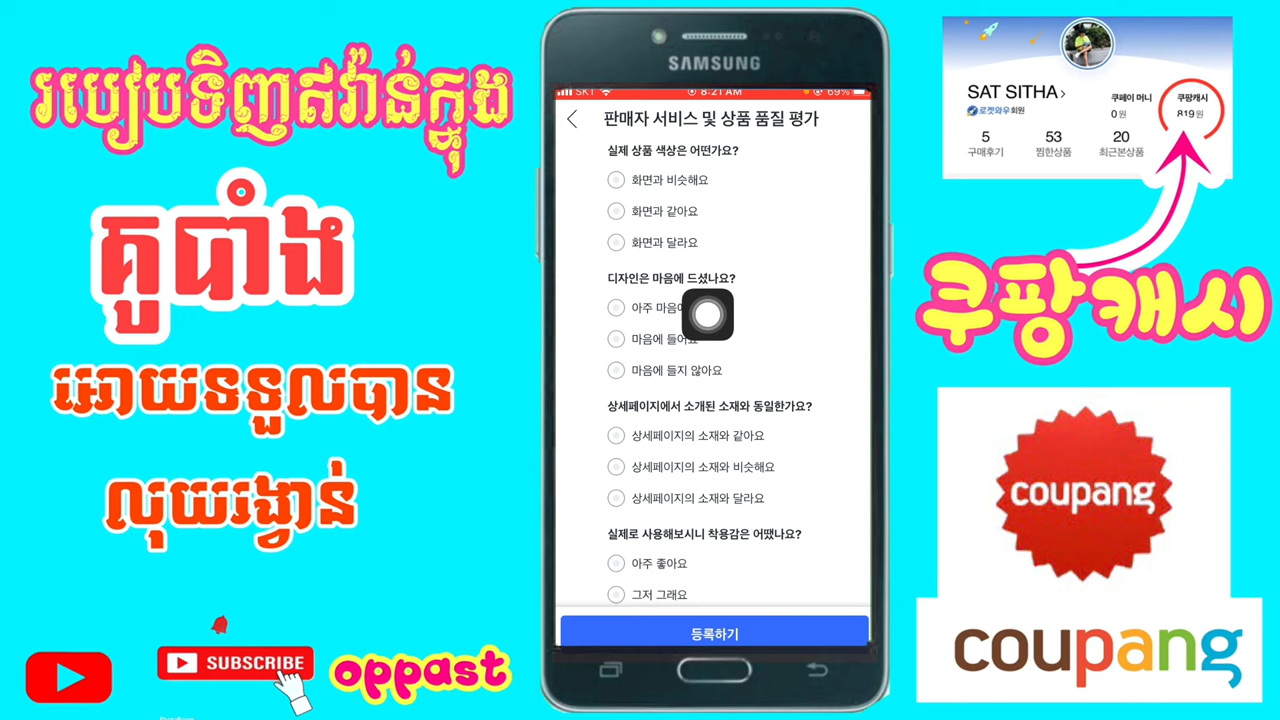 របៀបទិញឥវ៉ាន់ក្នុង
គូប៉ាំង
អោយទទួលបាន
លុយរង្វាន់
SUBSCRIBE
oppast
SAMSUNG
SKT
8:21 AM
69%
판매자 서비스 및 상품 품질 평가
실제 상품 색상은 어떤가요?
화면과 비슷해요
화면과 같아요
화면과 달라요
디자인은 마음에 드셨나요?
아주 마음에
마음에 들어요
마음에 들지 않아요
상세페이지에서 소개된 소재와 동일한가요?
상세페이지의 소재와 같아요
상세페이지의 소재와 비슷해요
상세페이지의 소재와 달라요
실제로 사용해보시니 착용감은 어땠나요?
아주 좋아요
그저 그래요
등록하기
SAT SITHA >
로켓와우회원
쿠페이 머니
0 원
쿠팡캐시
819 원
5
구매후기
53
찜한상품
20
최근본상품
쿠팡캐시
coupang
coupang